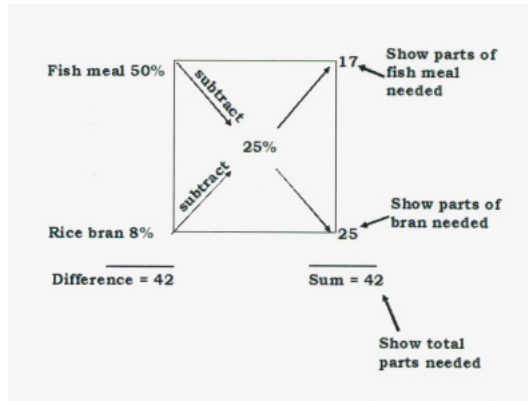 Fish meal 50%
subtract
17
Show parts of
fish meal
needed
25%
subtract
Rice bran 8%
25
Show parts of
bran needed
Difference = 42
Sum = 42
Show total
parts needed